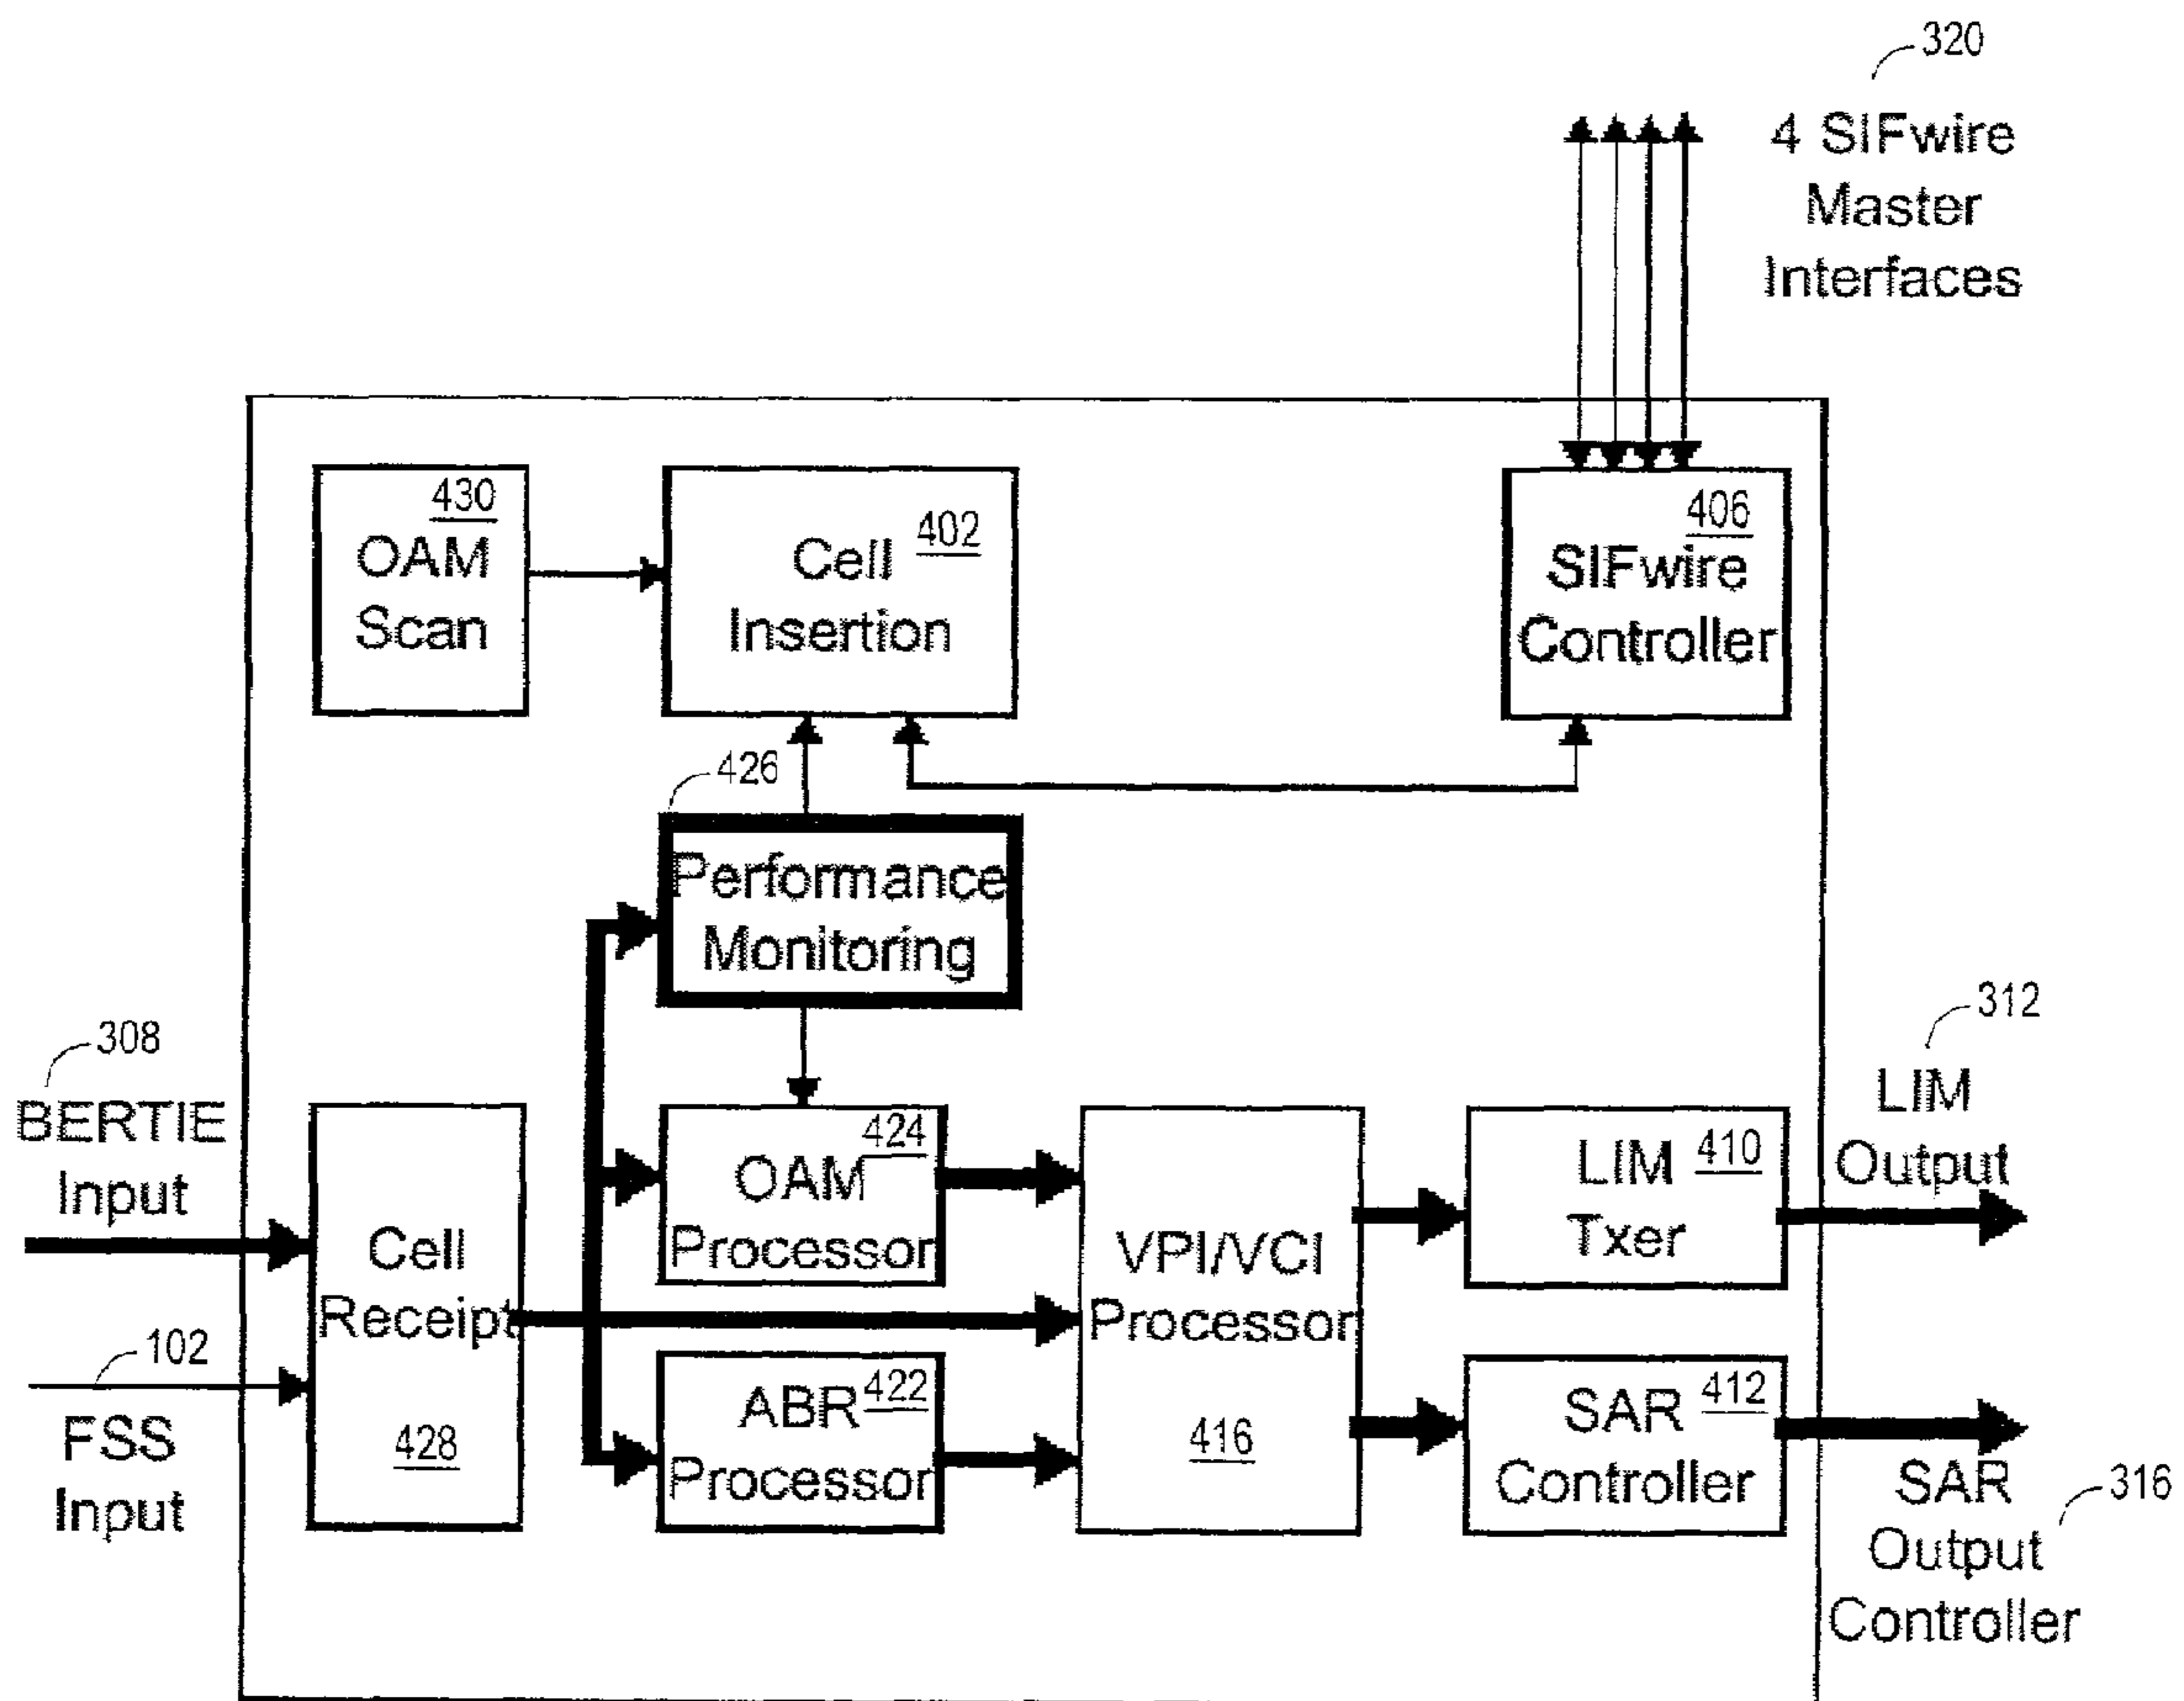 320
4 SIFwire
Master
Interfaces
430
OAM
Scan
402
Cell
Insertion
406
SIFwire
Controller
426
Performance
Monitoring
308
BERTIE
Input
102
FSS
Input
Cell
Receipt
428
424
OAM
Processor
422
ABR
Processor
VPI/VCI
Processor
416
410
LIM
Txer
412
SAR
Controller
312
LIM
Output
SAR
Output
Controller
316